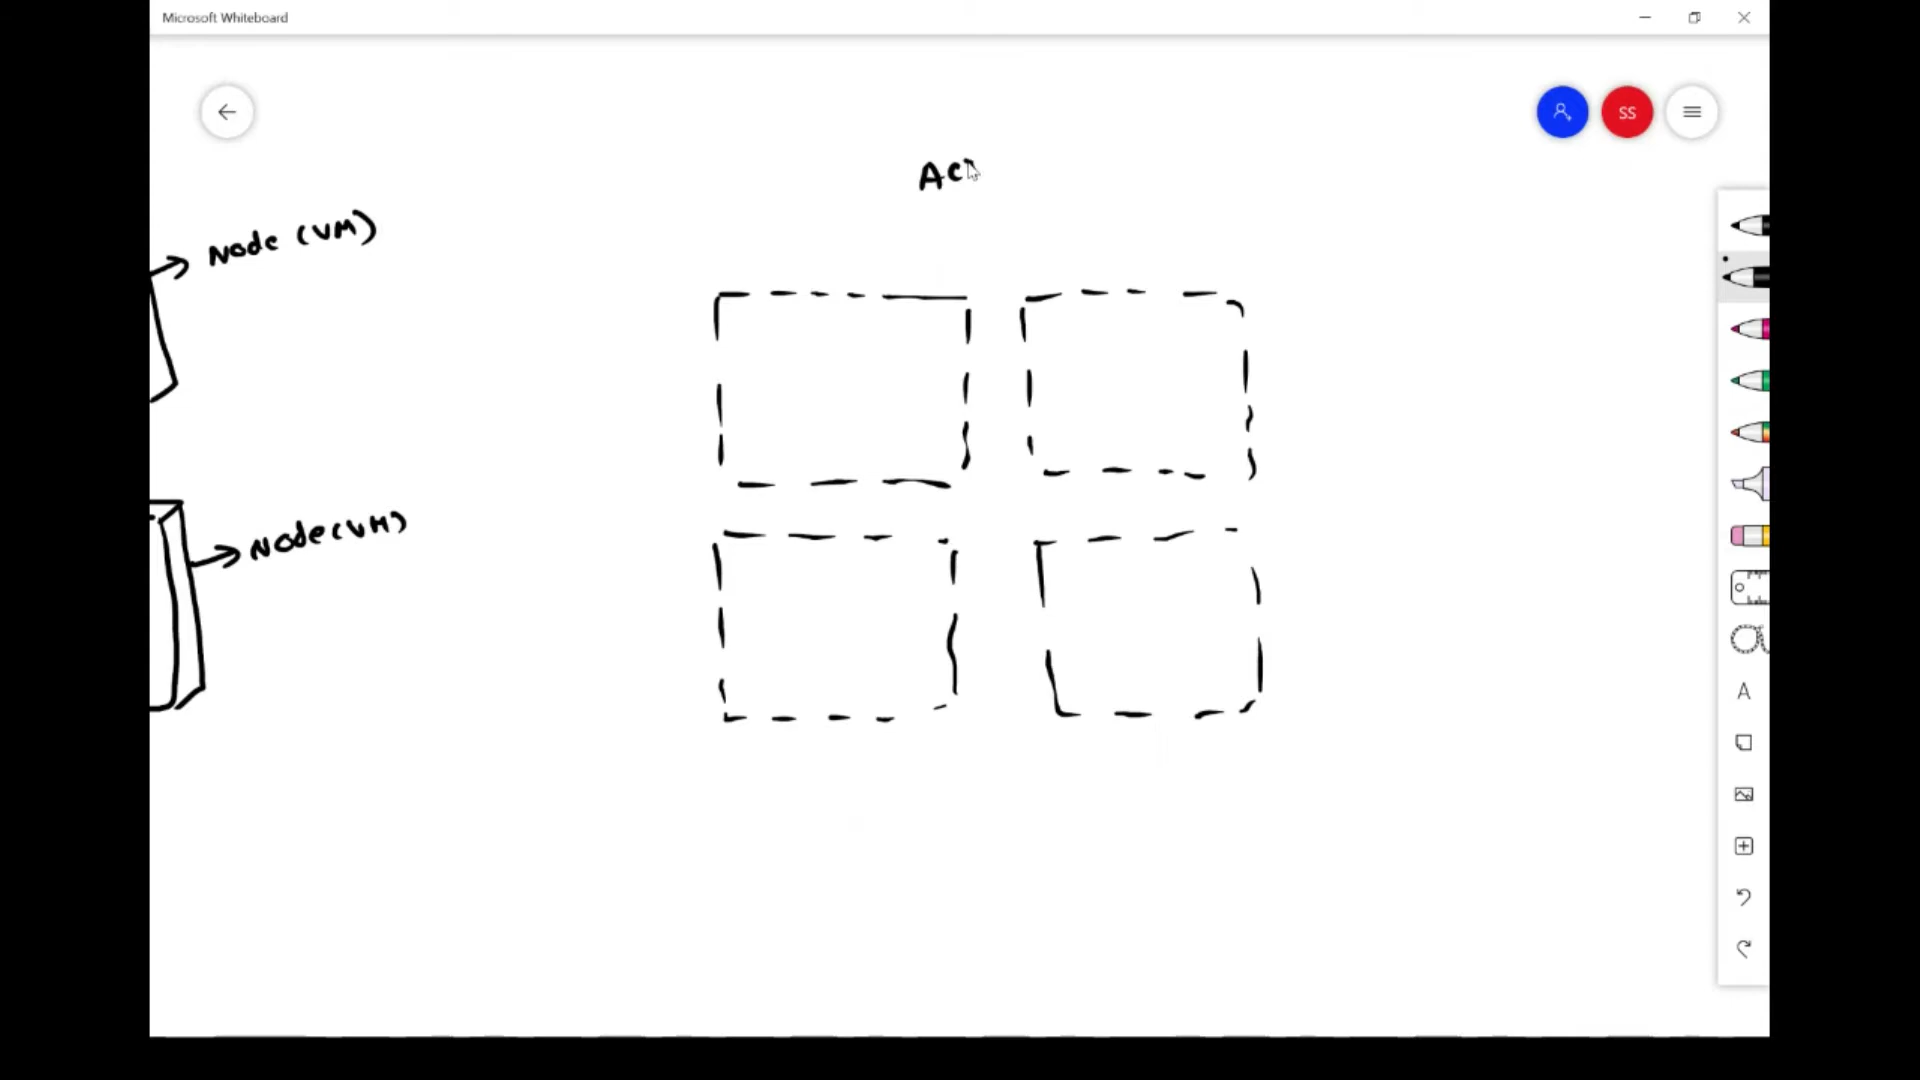 Microsoft Whiteboard
SS
AC
Node (VM)
Node(VM)
A